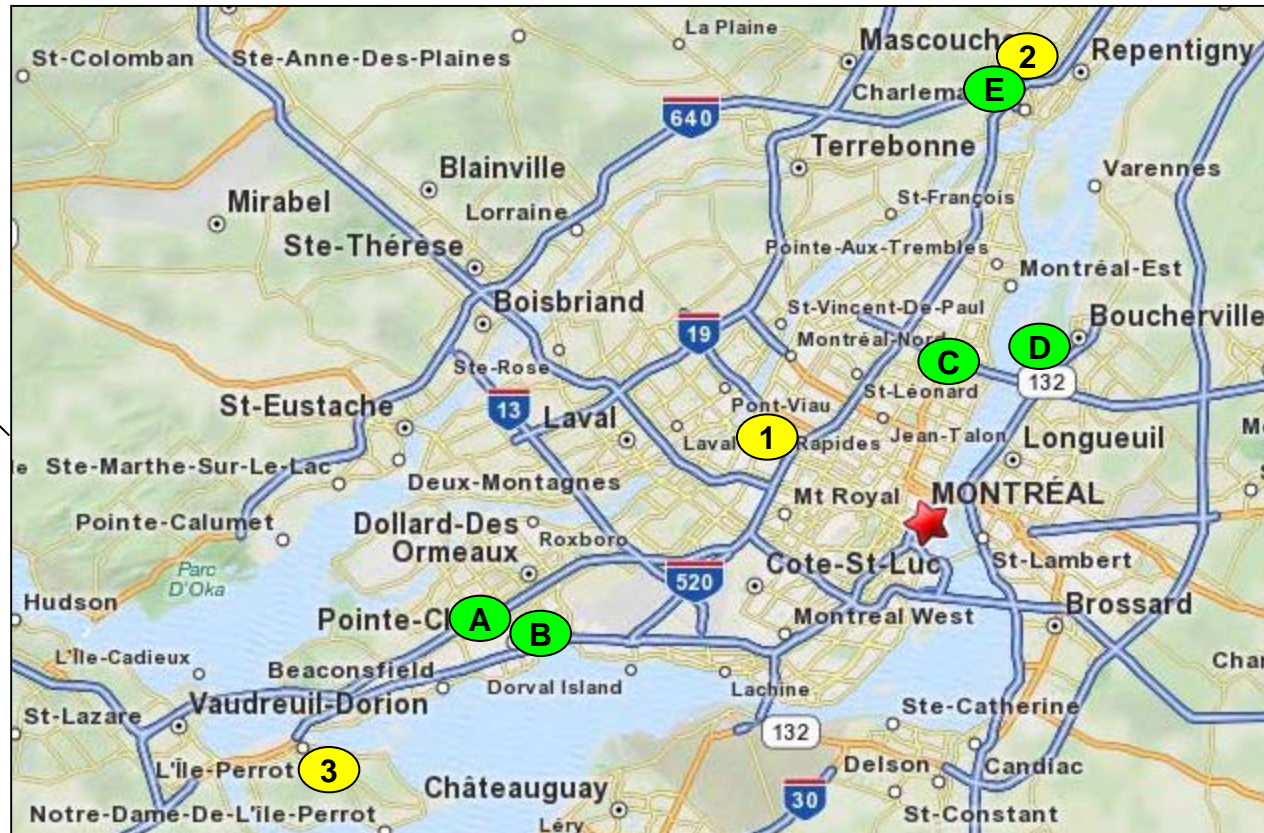 La Plaine
St-Colomban
Ste-Anne-Des-Plaines
Mascouche
2
Repentigny
E
640
Terrebonne
Blainville
Varennes
Mirabel
Lorraine
St-François
Ste-Thérèse
Pointe-Aux-Trembles
Montréal-Est
Boisbriand
St-Vincent-De-Paul
Boucherville
19
Montréal-Nord
C
D
Ste-Rose
132
St-Léonard
13
St-Eustache
Pont-Viau
Laval
1
Laval
Rapides
Jean-Talon
Longueuil
Ste-Marthe-Sur-Le-Lac
Deux-Montagnes
Mt Royal
MONTRÉAL
Pointe-Calumet
Dollard-Des
Ormeaux
Roxboro
St-Lambert
Parc
D'Oka
520
Cote-St-Luc
Hudson
Pointe-Cl
A
B
Montreal West
Brossard
L'Île-Cadieux
Beaconsfield
Dorval Island
Lachine
St-Lazare
Vaudreuil-Dorion
Ste-Catherine
132
L'Île-Perrot
3
Delson
Candiac
Châteauguay
30
Notre-Dame-De-L'île-Perrot
Léry
St-Constant